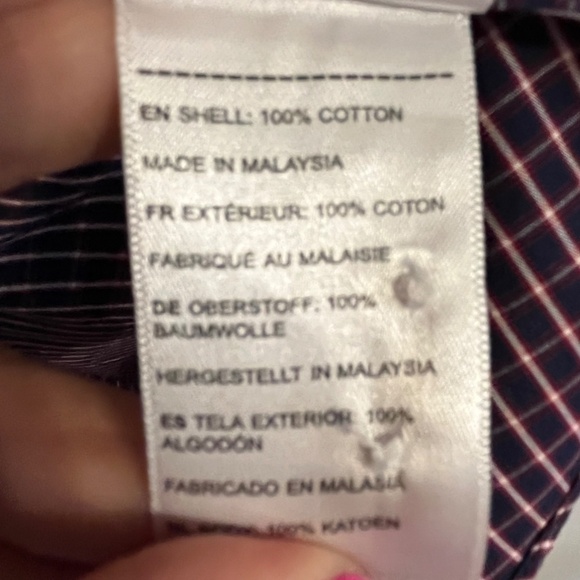 EN SHELL: 100% COTTON
MADE IN MALAYSIA
FR EXTÉRIEUR: 100% COTON
FABRIQUÉ AU MALAISIE
DE OBERSTOFF: 100%
BAUMWOLLE
HERGESTELLT IN MALAYSIA
ES TELA EXTERIOR: 100%
ALGODÓN
FABRICADO EN MALASIA
100% KATOEN